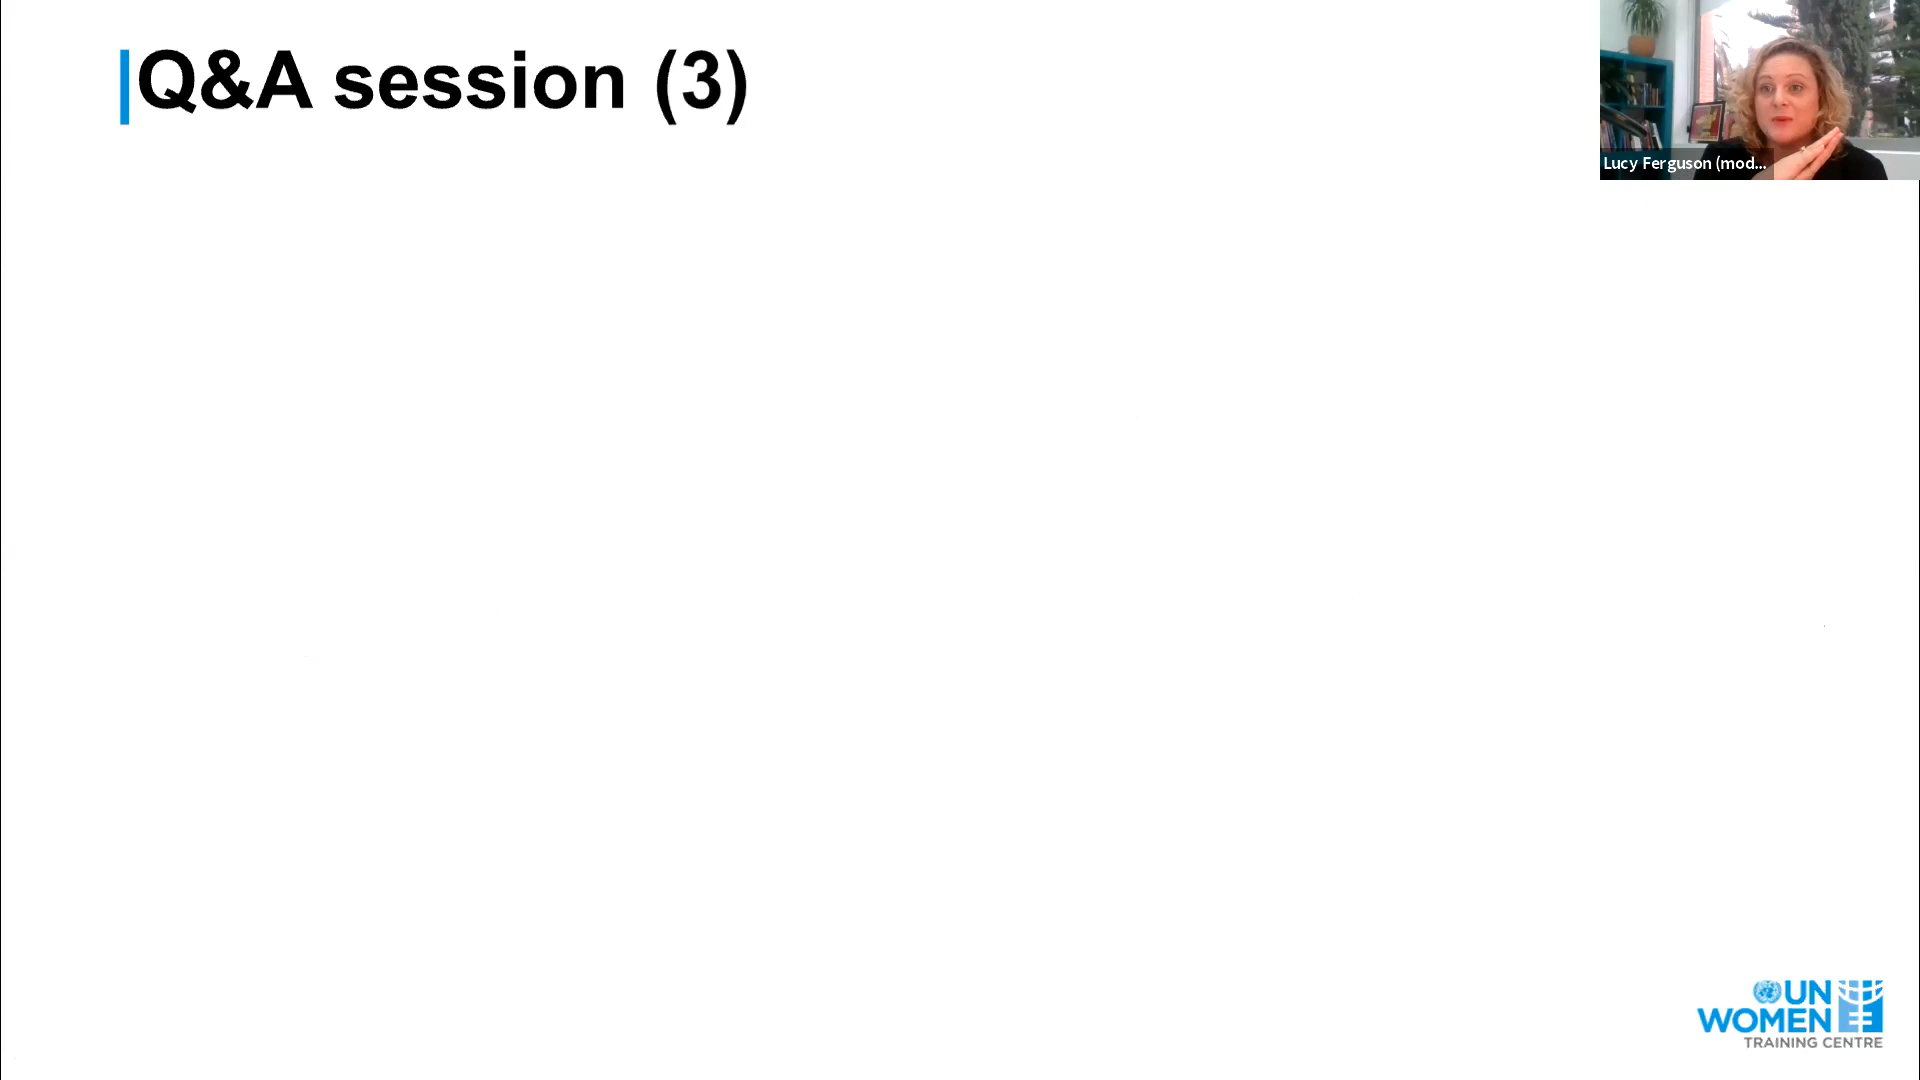 Q&A session (3)
Lucy Ferguson (mod...
UN
WOMEN
TRAINING CENTRE